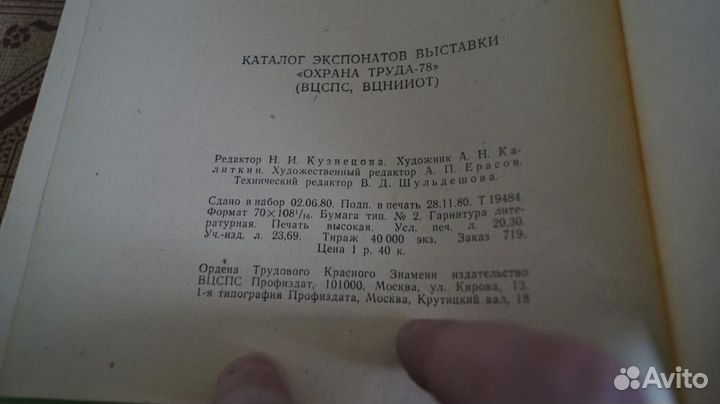 КАТАЛОГ ЭКСПОНАТОВ ВЫСТАВКИ
«ОХРАНА ТРУДА-78»
(ВЦСПС, ВЦНИИОТ)
Редактор Н. И. Кузнецова. Художник А. Н. Ка-
литкин. Художественный редактор А. П. Ерасов.
Технический редактор В. Д. Шульдешова.
Сдано в набор 02.06.80. Подп. в печать 28.11.80. Т 19484.
Формат 70×108¹/₁₆. Бумага тип. № 2. Гарнитура лите-
ратурная. Печать высокая. Усл. печ. л. 20,30.
Уч.-изд. л. 23,69. Тираж 40 000 экз. Заказ 719.
Цена 1 р. 40 к.
Ордена Трудового Красного Знамени издательство
ВЦСПС Профиздат, 101000, Москва, ул. Кирова, 13.
1-я типография Профиздата, Москва, Крутицкий вал, 18
Avito